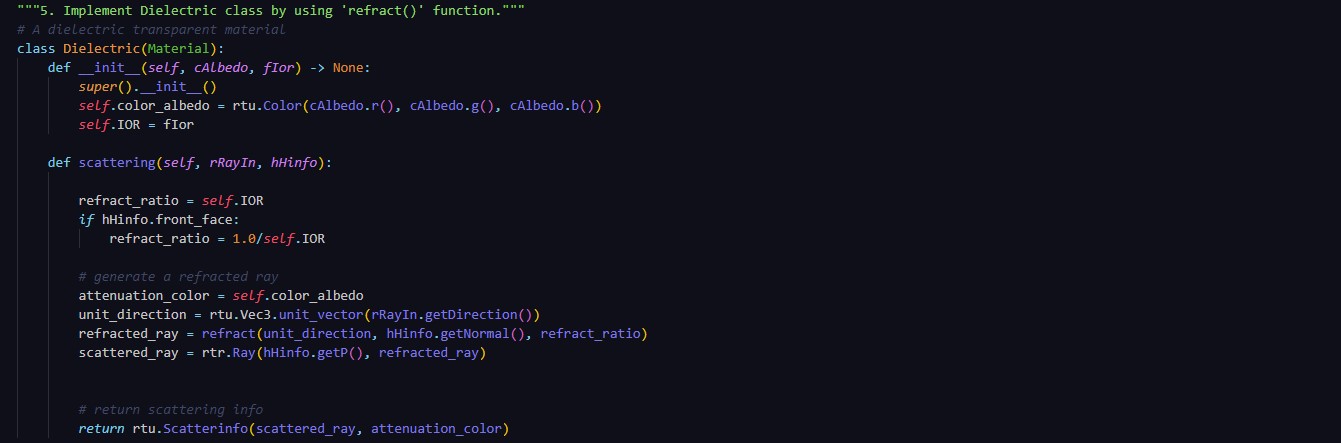 """5. Implement Dielectric class by using 'refract()' function."""
# A dielectric transparent material
class Dielectric(Material):
    def __init__(self, cAlbedo, fIor) -> None:
        super().__init__()
        self.color_albedo = rtu.Color(cAlbedo.r(), cAlbedo.g(), cAlbedo.b())
        self.IOR = fIor
    def scattering(self, rRayIn, hHinfo):
        refract_ratio = self.IOR
        if hHinfo.front_face:
            refract_ratio = 1.0/self.IOR
        # generate a refracted ray
        attenuation_color = self.color_albedo
        unit_direction = rtu.Vec3.unit_vector(rRayIn.getDirection())
        refracted_ray = refract(unit_direction, hHinfo.getNormal(), refract_ratio)
        scattered_ray = rtr.Ray(hHinfo.getP(), refracted_ray)
        # return scattering info
        return rtu.Scatterinfo(scattered_ray, attenuation_color)